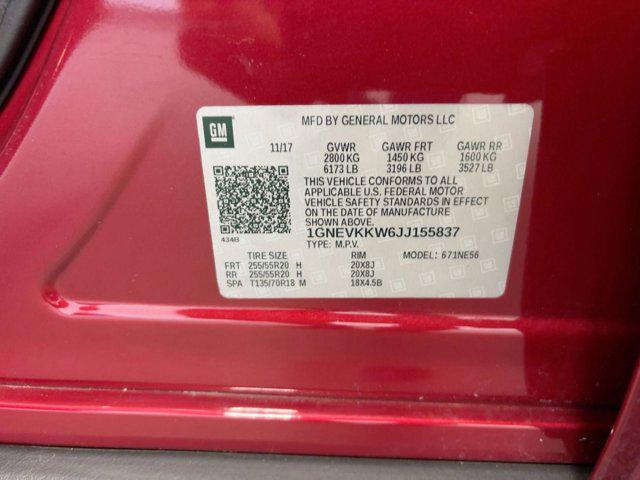 GM
MFD BY GENERAL MOTORS LLC
11/17 GVWR GAWR FRT GAWR RR
2800 KG 1450 KG 1600 KG
6173 LB 3196 LB 3527 LB
THIS VEHICLE CONFORMS TO ALL
APPLICABLE U.S. FEDERAL MOTOR
VEHICLE SAFETY STANDARDS IN EFFECT
ON THE DATE OF MANUFACTURE
SHOWN ABOVE.
1GNEVKKW6JJ155837
434B TYPE: M.P.V.
TIRE SIZE RIM MODEL: 671NE56
FRT 255/55R20 H 20X8J
RR 255/55R20 H 20X8J
SPA T135/70R18 M 18X4.5B